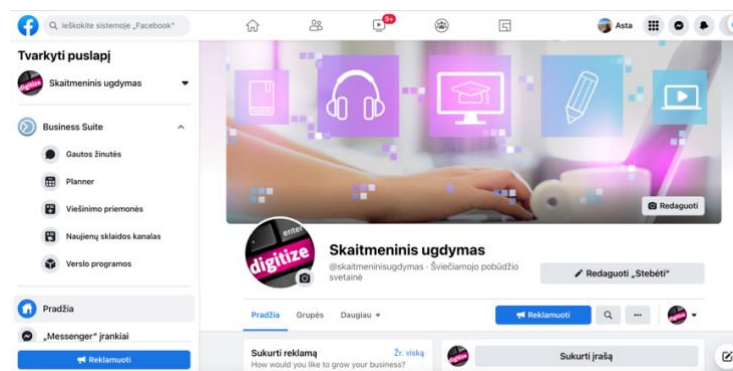 Ieškokite sistemoje „Facebook“
9+
Asta
Tvarkyti puslapį
Skaitmeninis ugdymas
Business Suite
Gautos žinutės
Planner
Viešinimo priemonės
Naujienų sklaidos kanalas
Verslo programos
Pradžia
„Messenger“ įrankiai
Reklamuoti
Redaguoti
enter
digitize
Skaitmeninis ugdymas
@skaitmeninisugdymas · Šviečiamojo pobūdžio
svetainė
Redaguoti „Stebėti“
Pradžia Grupės Daugiau
Reklamuoti
Sukurti reklamą Žr. viską
How would you like to grow your business?
Sukurti įrašą